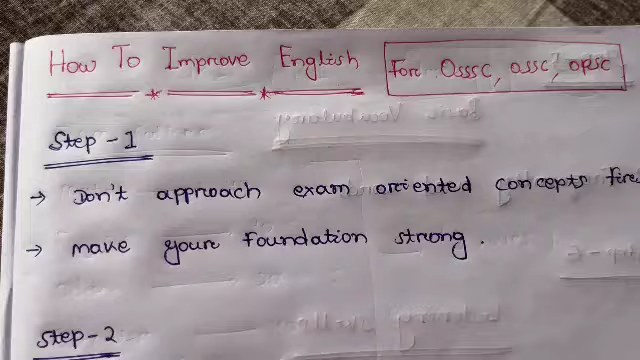 How To Improve English
For OSSSC, OSSC, OPSC
Step-1
→ Don't approach exam oriented concepts
→ make your foundation strong.
Step-2